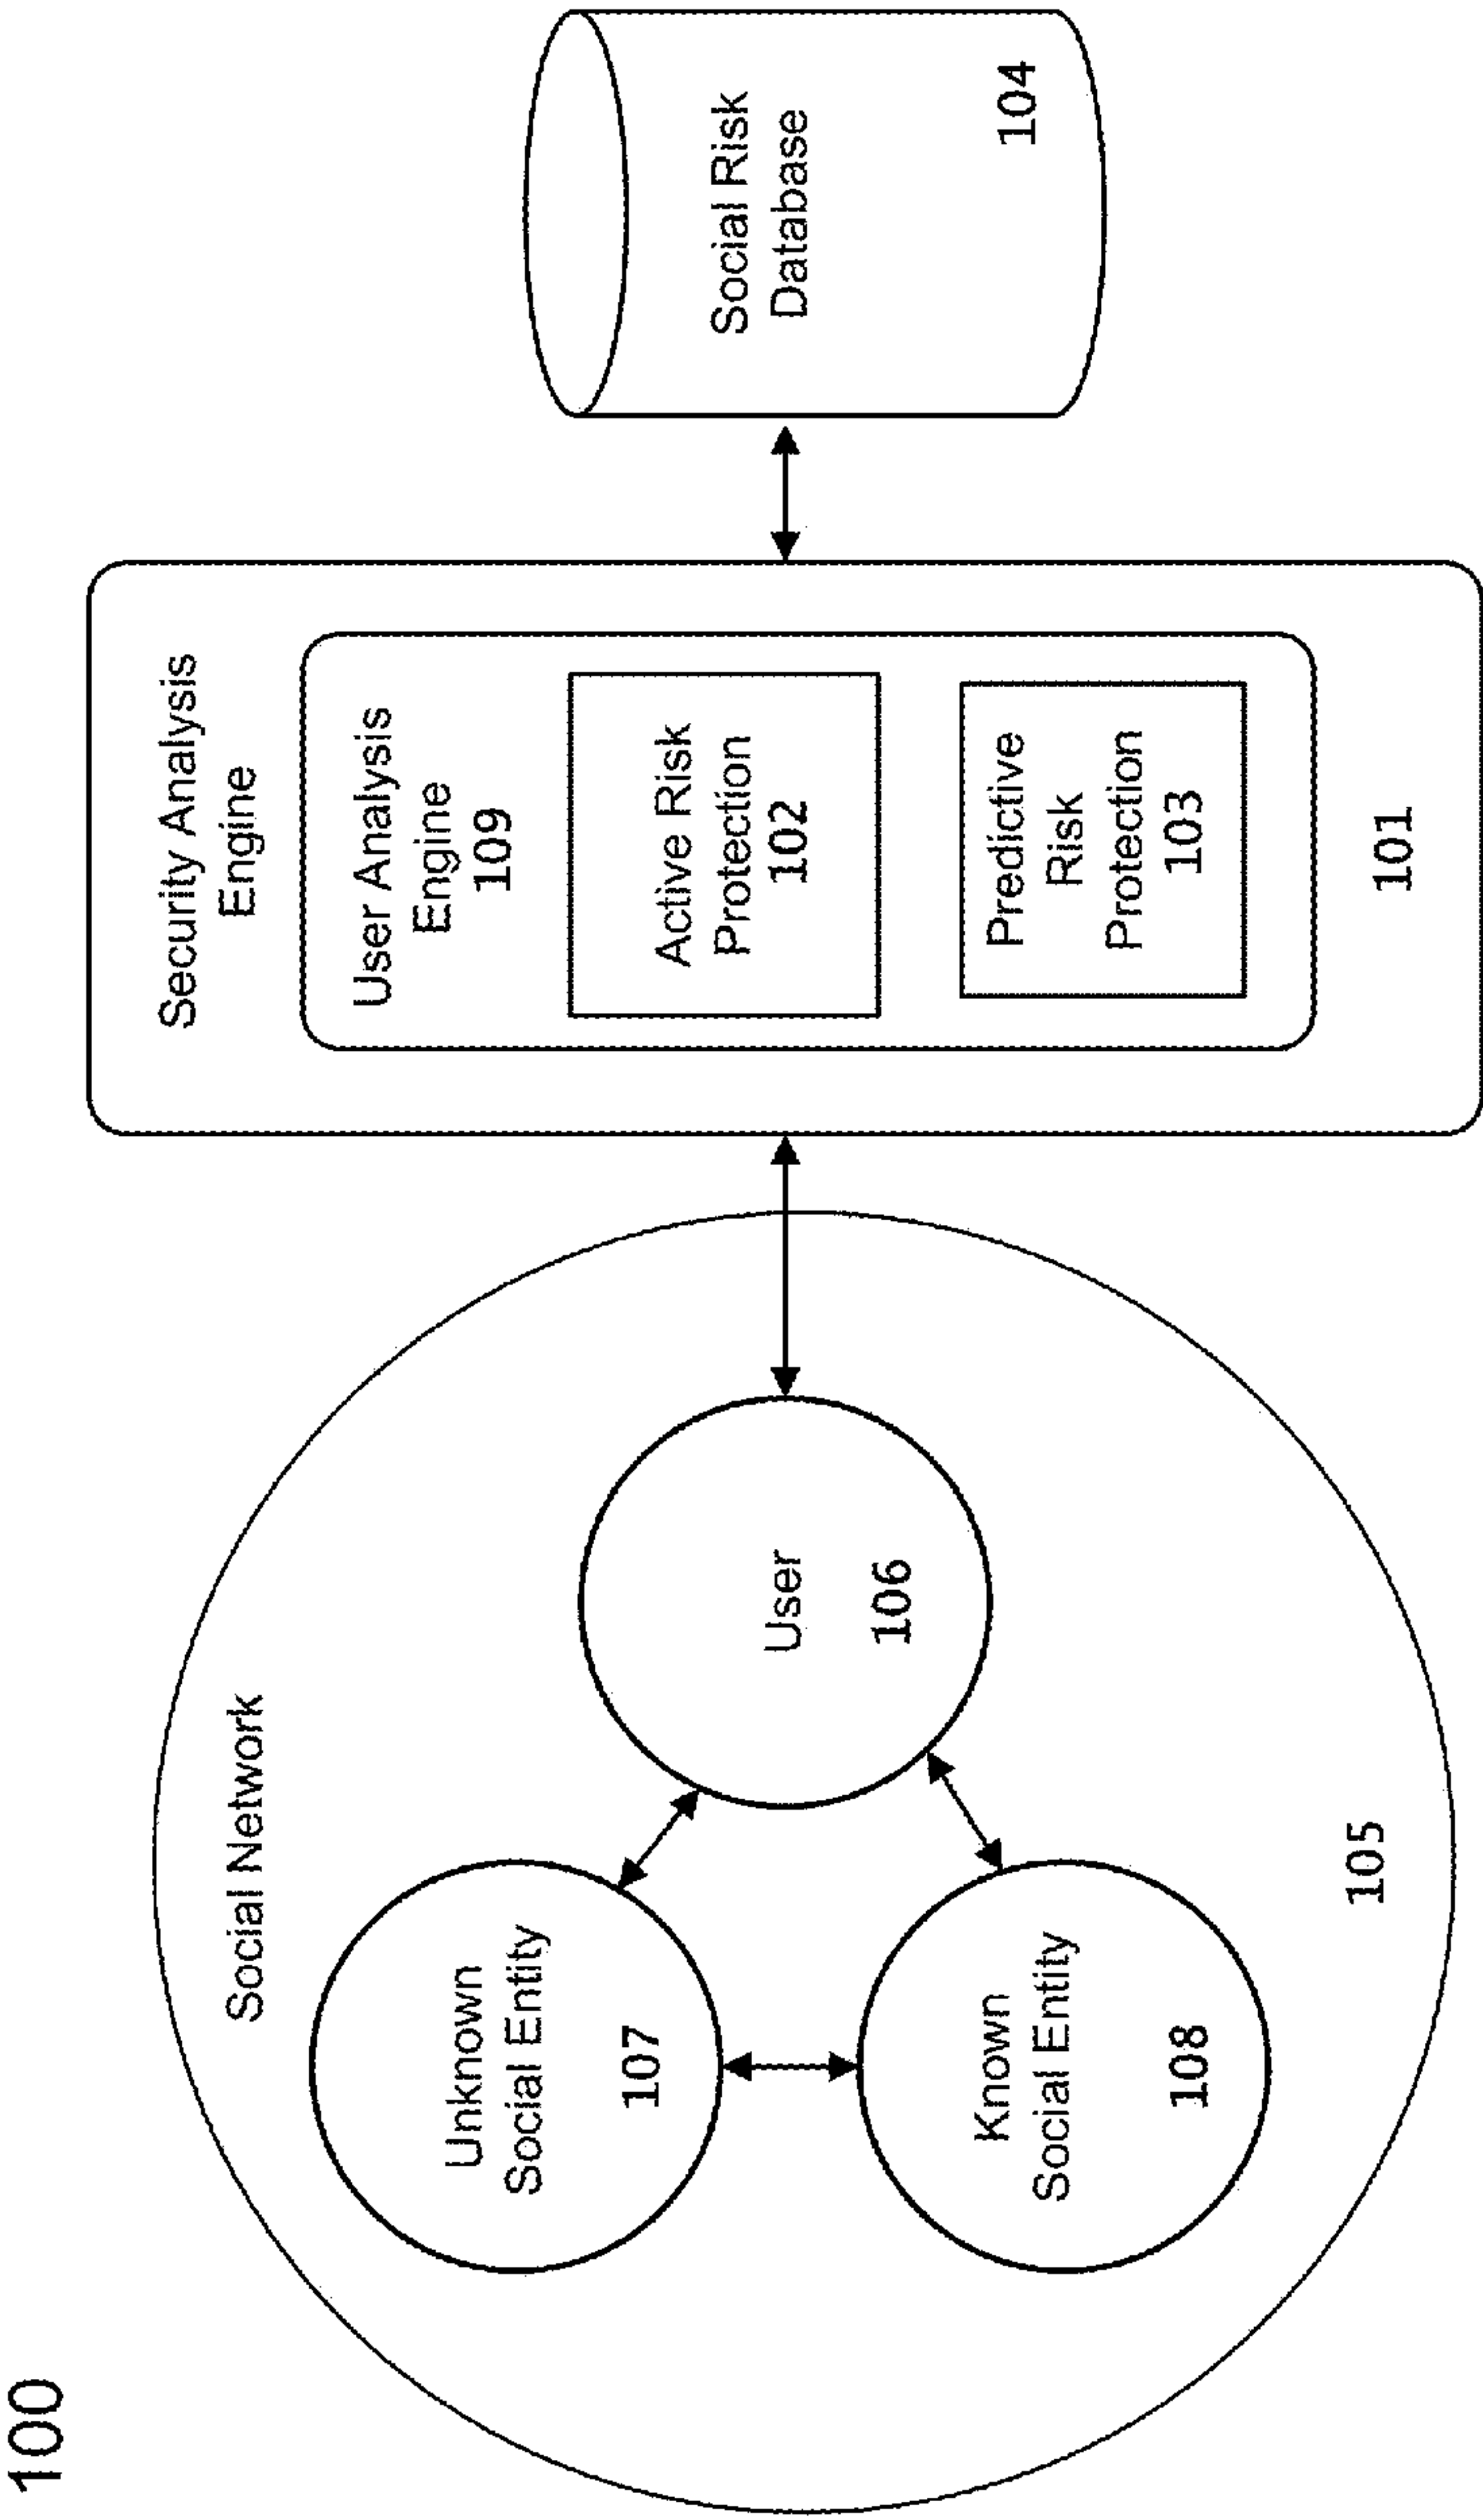 100
Social Network
Unknown
Social Entity
107
Known
Social Entity
108
User
106
105
Security Analysis
Engine
User Analysis
Engine
109
Active Risk
Protection
102
Predictive
Risk
Protection
103
101
Social Risk
Database
104